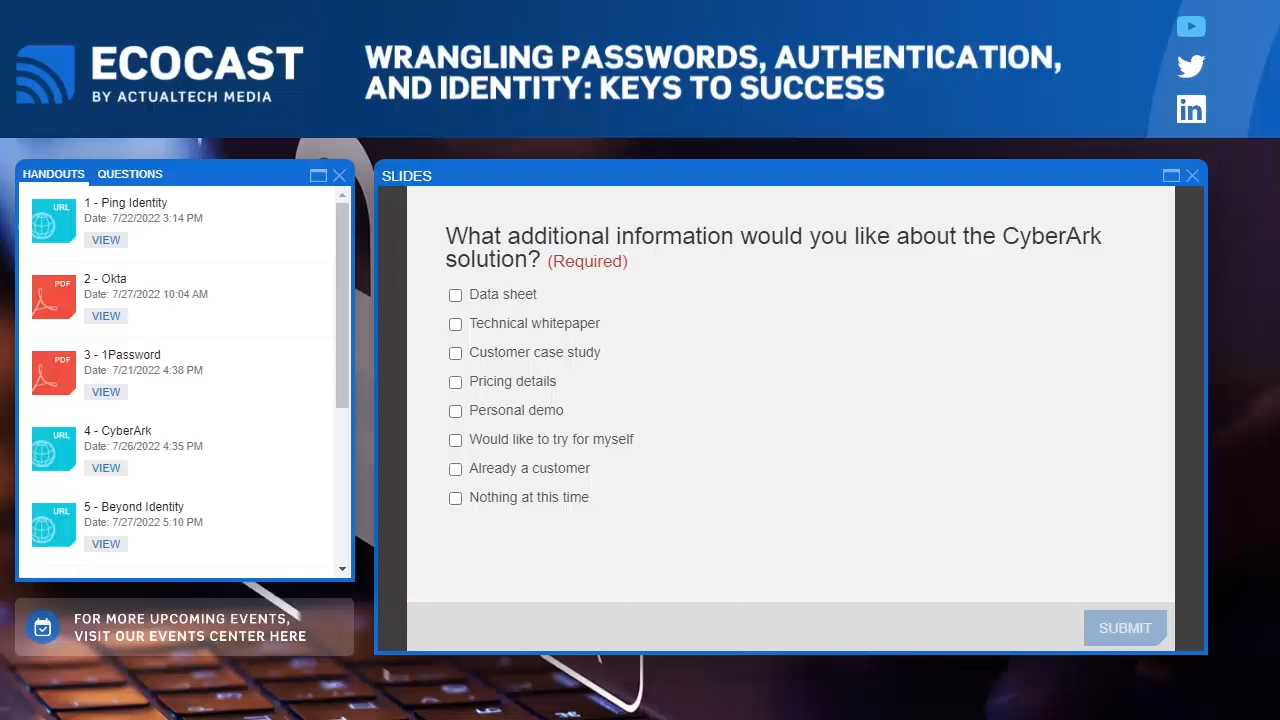 ECOCAST
BY ACTUALTECH MEDIA
WRANGLING PASSWORDS, AUTHENTICATION,
AND IDENTITY: KEYS TO SUCCESS
in
HANDOUTS QUESTIONS
URL
1 - Ping Identity
Date: 7/22/2022 3:14 PM
VIEW
PDF
2 - Okta
Date: 7/27/2022 10:04 AM
VIEW
PDF
3 - 1Password
Date: 7/21/2022 4:38 PM
VIEW
URL
4 - CyberArk
Date: 7/26/2022 4:35 PM
VIEW
URL
5 - Beyond Identity
Date: 7/27/2022 5:10 PM
VIEW
FOR MORE UPCOMING EVENTS,
VISIT OUR EVENTS CENTER HERE
SLIDES
What additional information would you like about the CyberArk
solution? (Required)
Data sheet
Technical whitepaper
Customer case study
Pricing details
Personal demo
Would like to try for myself
Already a customer
Nothing at this time
SUBMIT